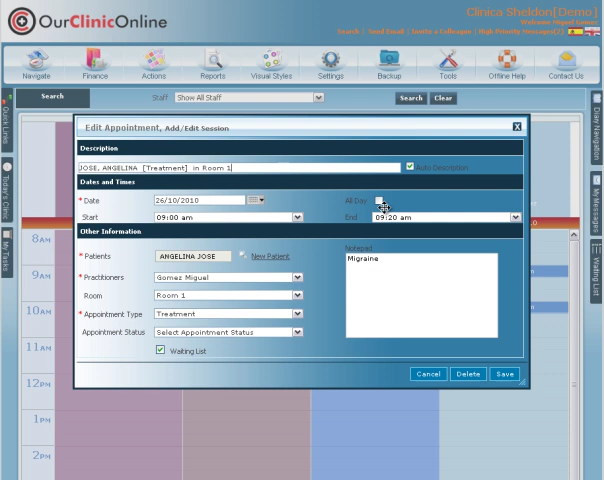 OurClinicOnline
Clinica Sheldon[Demo]
Welcome Miguel Gomez
Search | Send Email | Invite a Colleague | High Priority Messages(2)
Navigate Finance Actions Reports Visual Styles Settings Backup Tools Offline Help Contact Us
Search Staff Show All Staff Search Clear
Quick Links
Today's Clinic
My Tasks
Diary Navigation
My Messages
Waiting List
Edit Appointment, Add/Edit Session X
Description
JOSE, ANGELINA [Treatment] in Room 1 Auto Description
Dates and Times
* Date 26/10/2010 All Day
Start 09:00 am End 09:20 am
Other Information
* Patients ANGELINA JOSE New Patient
Notepad
Migraine
* Practitioners Gomez Miguel
Room Room 1
* Appointment Type Treatment
Appointment Status Select Appointment Status
Waiting List
Cancel Delete Save
8AM
9AM
10AM
11AM
12PM
1PM
2PM